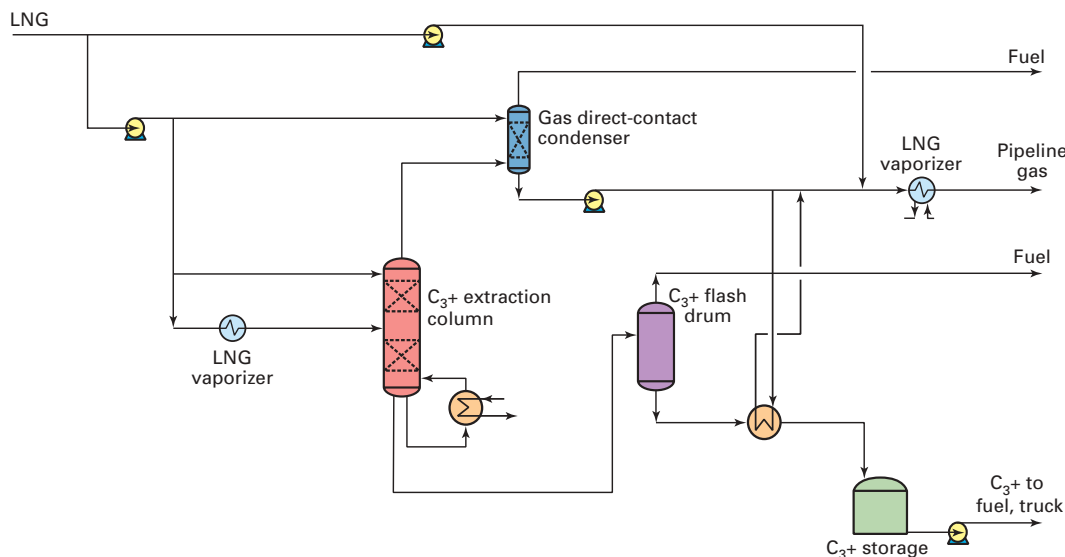 LNG
Fuel
Gas direct-contact
condenser
LNG
vaporizer
Pipeline
gas
Fuel
C₃+ extraction
column
C₃+ flash
drum
LNG
vaporizer
C₃+ to
fuel, truck
C₃+ storage